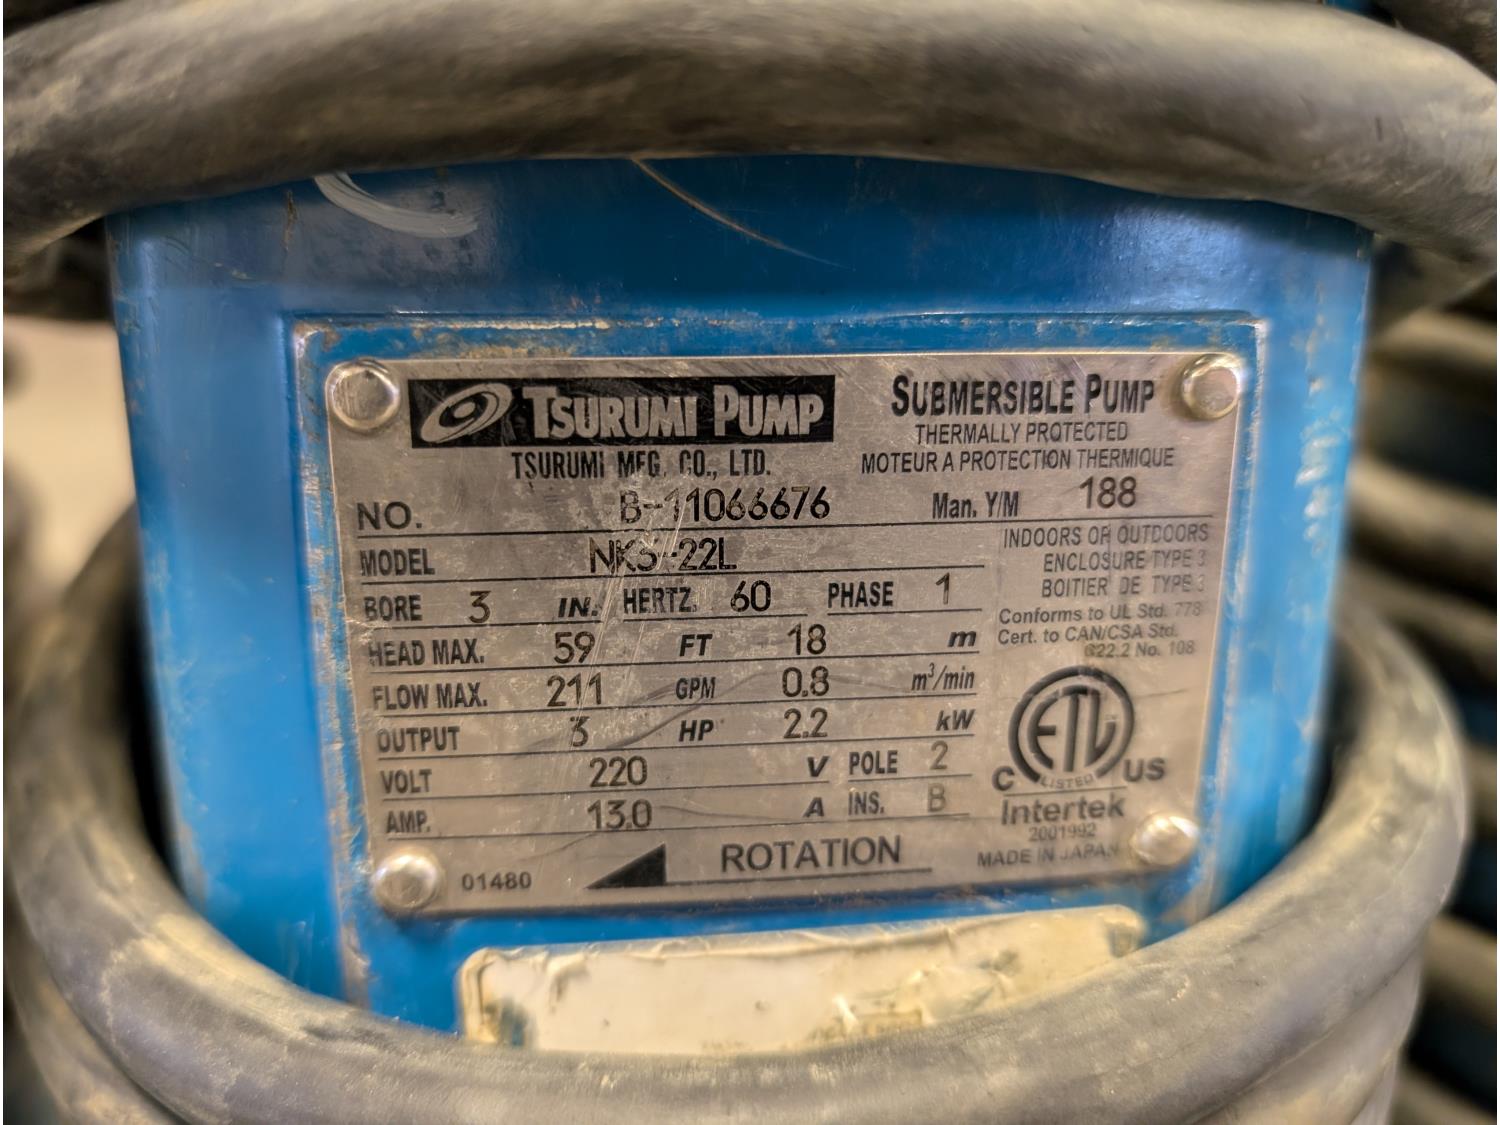 TSURUMI PUMP
TSURUMI MFG. CO., LTD.
SUBMERSIBLE PUMP
THERMALLY PROTECTED
MOTEUR A PROTECTION THERMIQUE
NO. B-11066676 Man. Y/M 188
MODEL NK3-22L
BORE 3 IN. HERTZ. 60 PHASE 1
HEAD MAX. 59 FT 18 m
FLOW MAX. 211 GPM 0.8 m³/min
OUTPUT 3 HP 2.2 kW
VOLT 220 V POLE 2
AMP. 13.0 A INS. B
INDOORS OR OUTDOORS
ENCLOSURE TYPE 3
BOITIER DE TYPE 3
Conforms to UL Std. 778
Cert. to CAN/CSA Std.
C22.2 No. 108
ETL
C LISTED US
Intertek
2001992
MADE IN JAPAN
01480 ROTATION